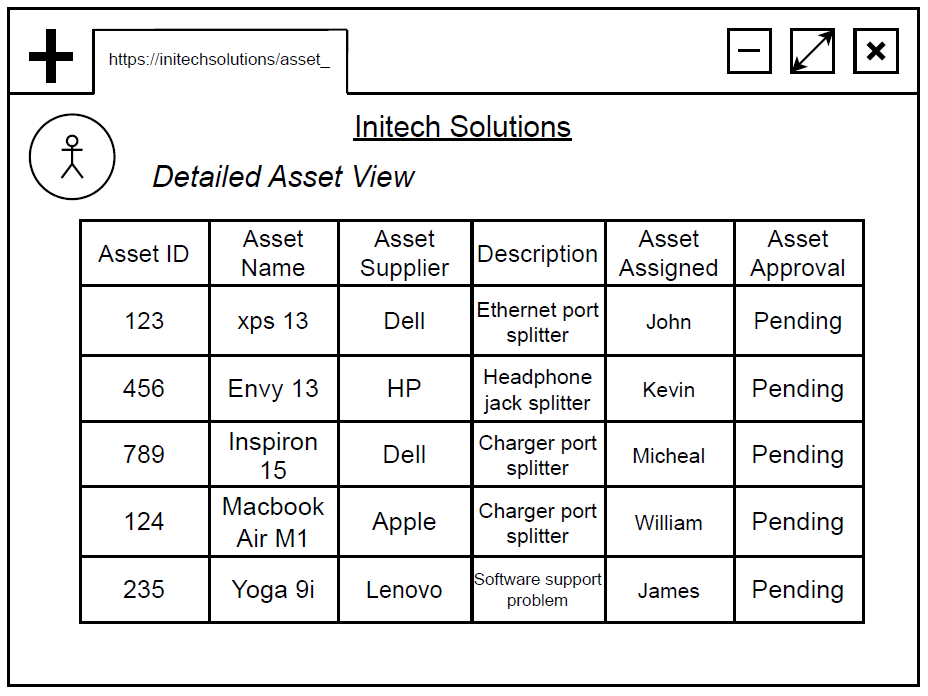 https://initechsolutions/asset_
Initech Solutions
Detailed Asset View
Asset ID
Asset
Name
Asset
Supplier
Description
Asset
Assigned
Asset
Approval
123
xps 13
Dell
Ethernet port
splitter
John
Pending
456
Envy 13
HP
Headphone
jack splitter
Kevin
Pending
789
Inspiron
15
Dell
Charger port
splitter
Micheal
Pending
124
Macbook
Air M1
Apple
Charger port
splitter
William
Pending
235
Yoga 9i
Lenovo
Software support
problem
James
Pending